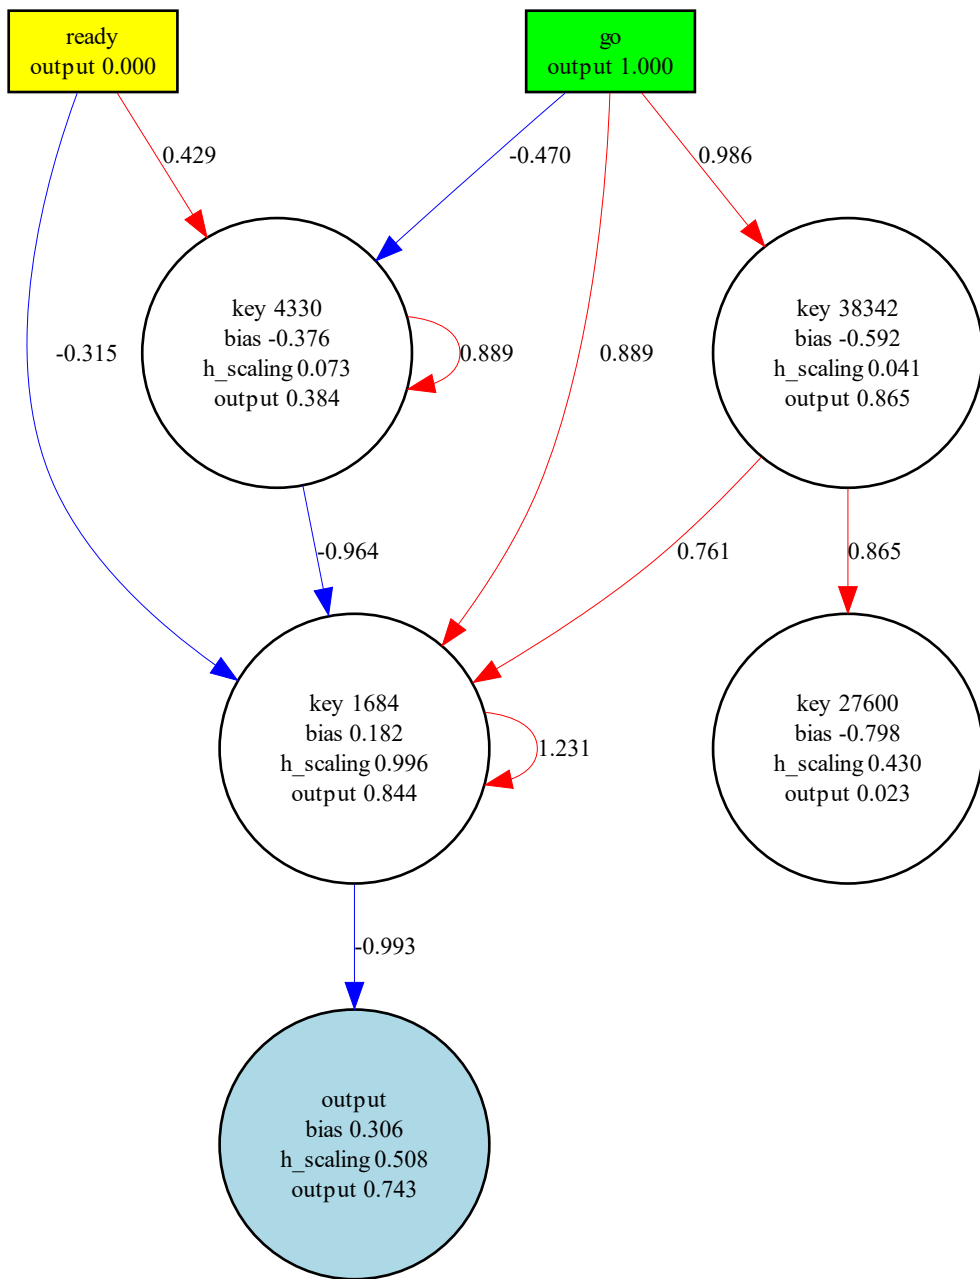 ready
output 0.000
go
output 1.000
0.429
-0.470
0.986
key 4330
bias -0.376
h_scaling 0.073
output 0.384
key 38342
bias -0.592
h_scaling 0.041
output 0.865
-0.315
0.889
0.889
-0.964
0.761
0.865
key 1684
bias 0.182
h_scaling 0.996
output 0.844
1.231
key 27600
bias -0.798
h_scaling 0.430
output 0.023
-0.993
output
bias 0.306
h_scaling 0.508
output 0.743